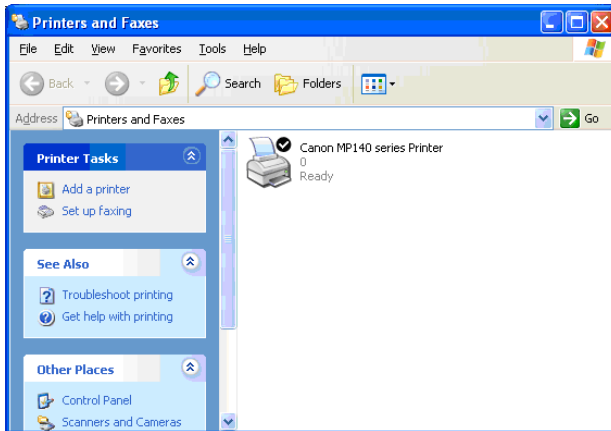 Printers and Faxes
File Edit View Favorites Tools Help
Back Search Folders
Address Printers and Faxes Go
Printer Tasks
Add a printer
Set up faxing
See Also
Troubleshoot printing
Get help with printing
Other Places
Control Panel
Scanners and Cameras
Canon MP140 series Printer
0
Ready